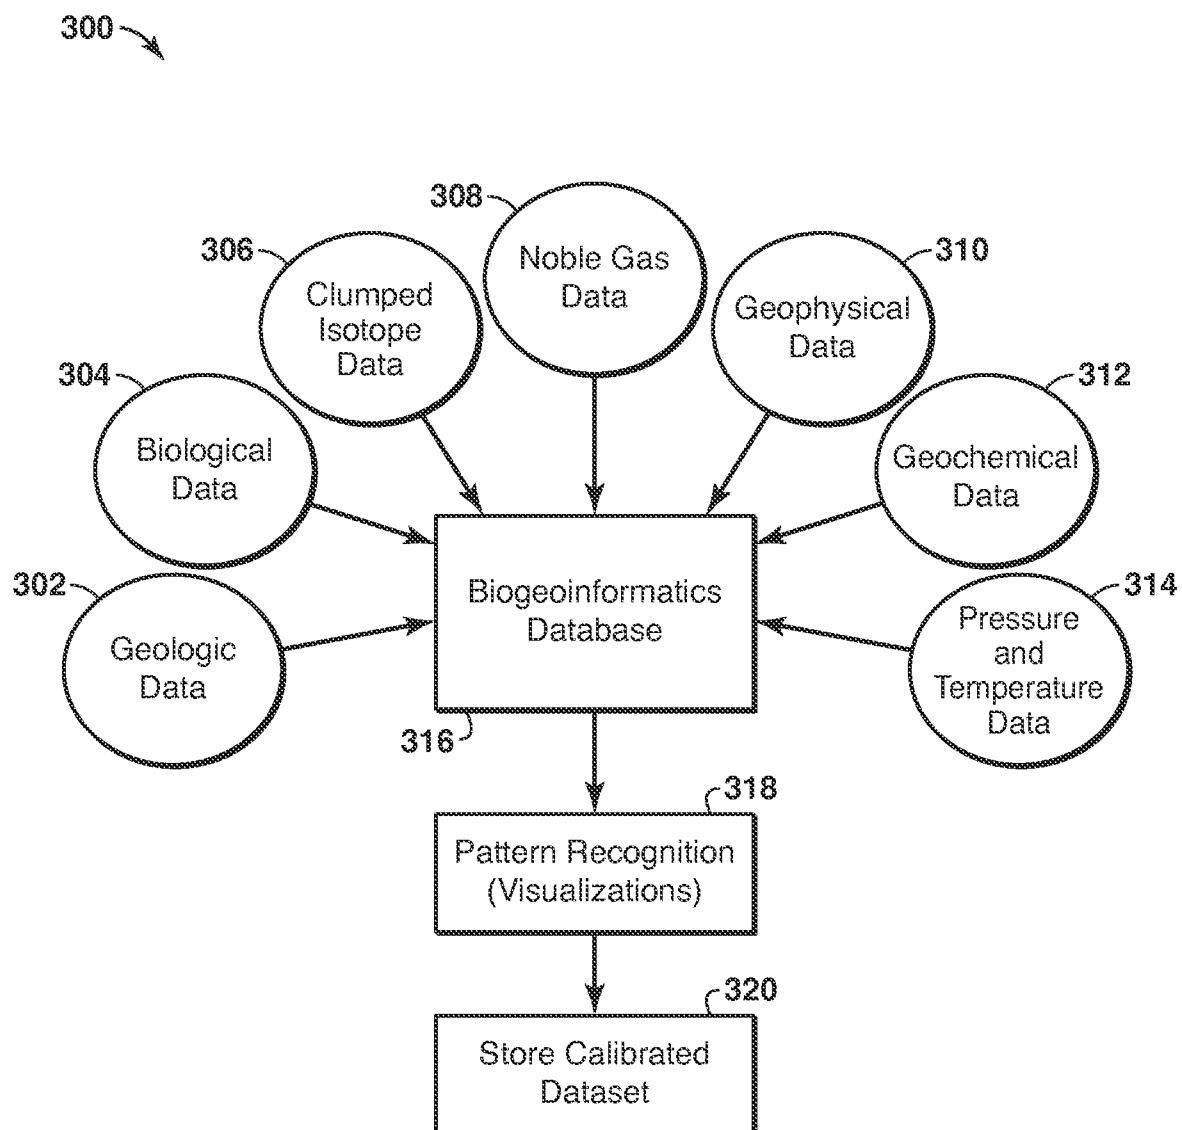 300
308
Noble Gas
Data
306
Clumped
Isotope
Data
310
Geophysical
Data
304
Biological
Data
312
Geochemical
Data
302
Geologic
Data
314
Pressure
and
Temperature
Data
Biogeoinformatics
Database
316
318
Pattern Recognition
(Visualizations)
320
Store Calibrated
Dataset